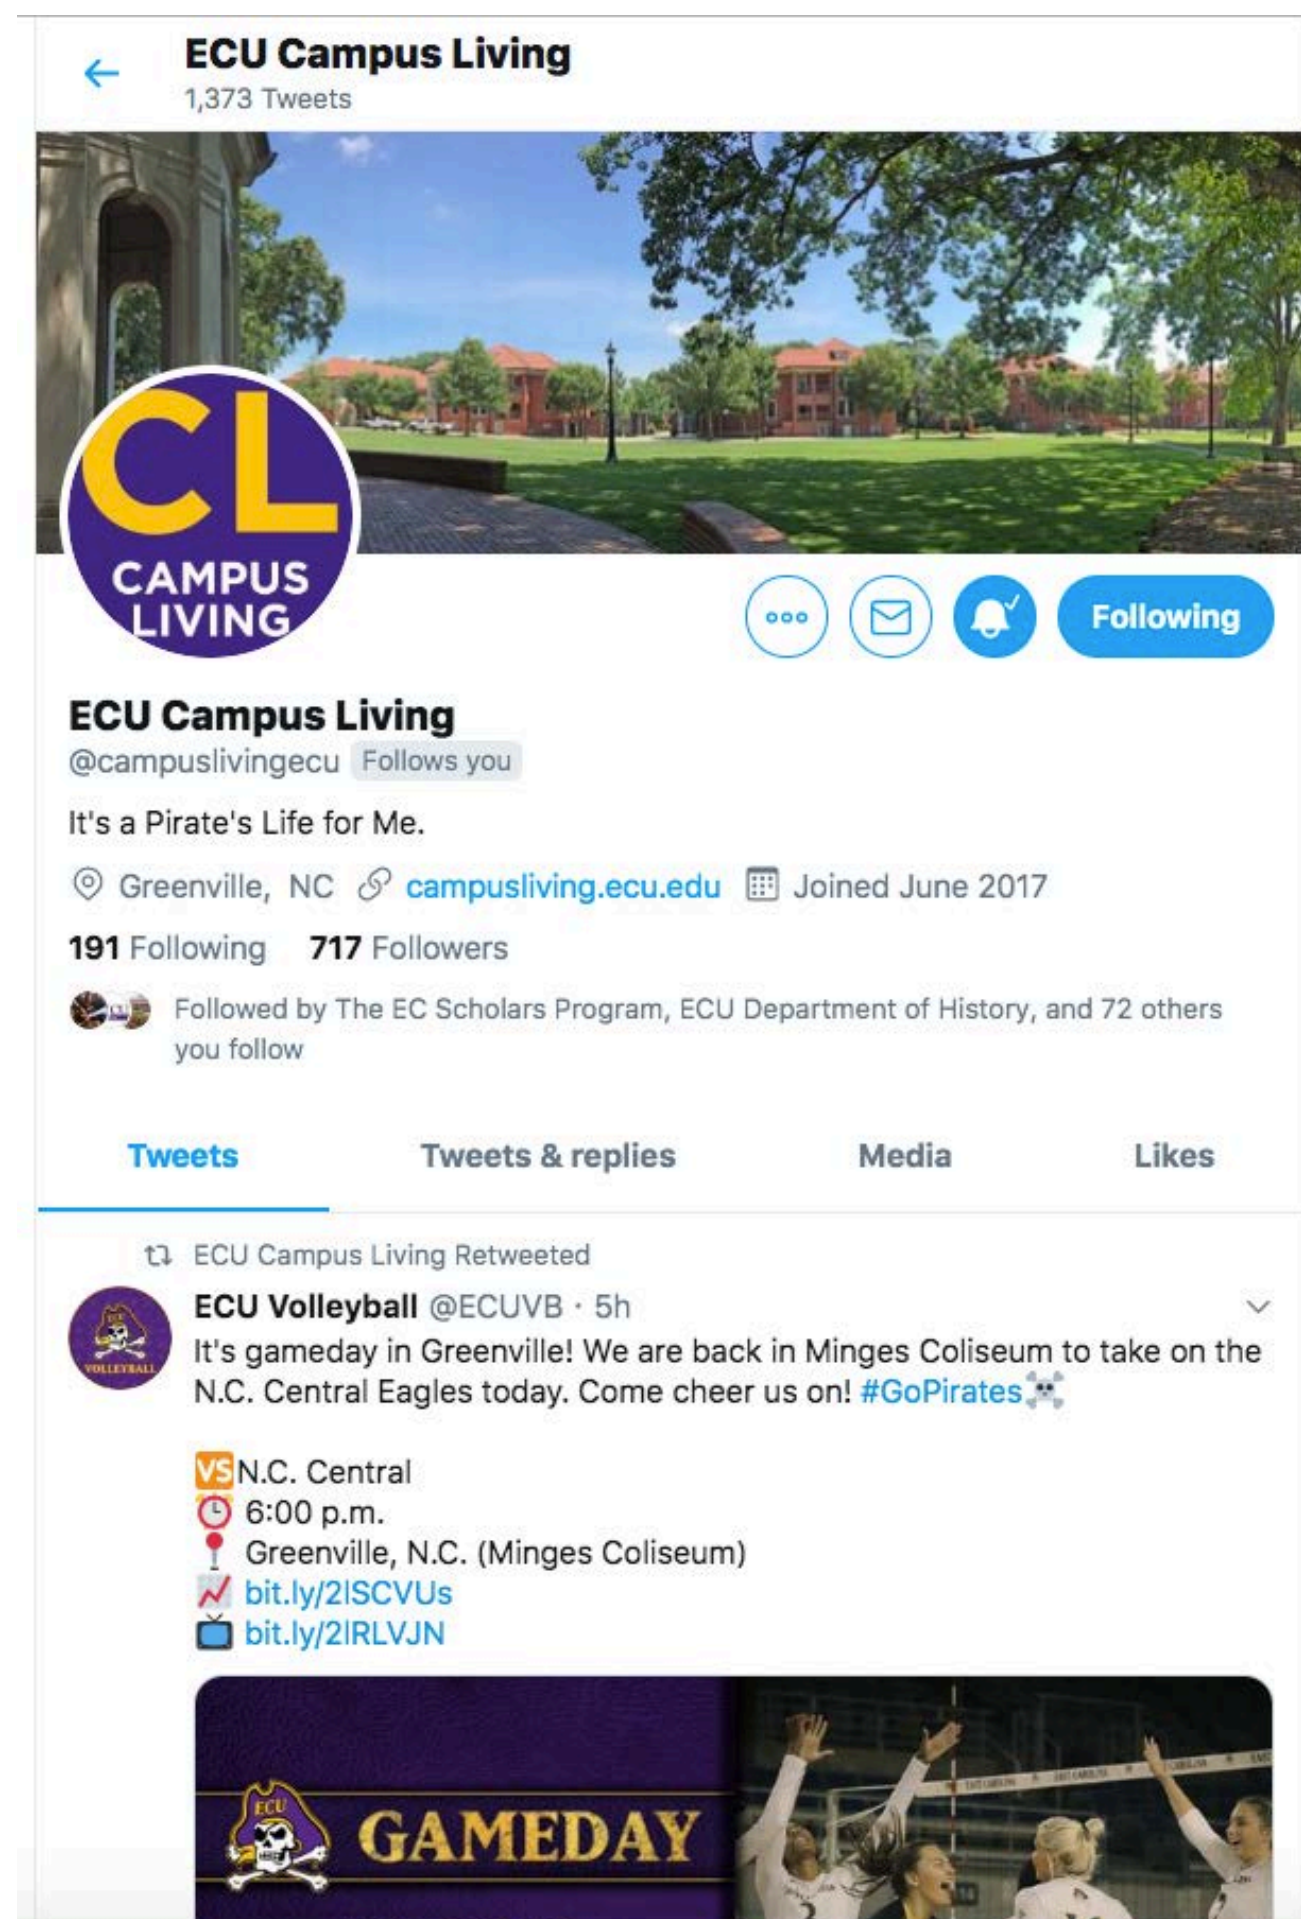 ECU Campus Living
1,373 Tweets
CL
CAMPUS
LIVING
Following
ECU Campus Living
@campuslivingecu Follows you
It's a Pirate's Life for Me.
Greenville, NC campusliving.ecu.edu Joined June 2017
191 Following 717 Followers
Followed by The EC Scholars Program, ECU Department of History, and 72 others
you follow
Tweets Tweets & replies Media Likes
ECU Campus Living Retweeted
ECU Volleyball @ECUVB · 5h
ECU
VOLLEYBALL
It's gameday in Greenville! We are back in Minges Coliseum to take on the
N.C. Central Eagles today. Come cheer us on! #GoPirates☠️
🆚N.C. Central
⏰ 6:00 p.m.
📍 Greenville, N.C. (Minges Coliseum)
📈 bit.ly/2lSCVUs
📺 bit.ly/2lRLVJN
ECU
GAMEDAY
EAST CAROLINA